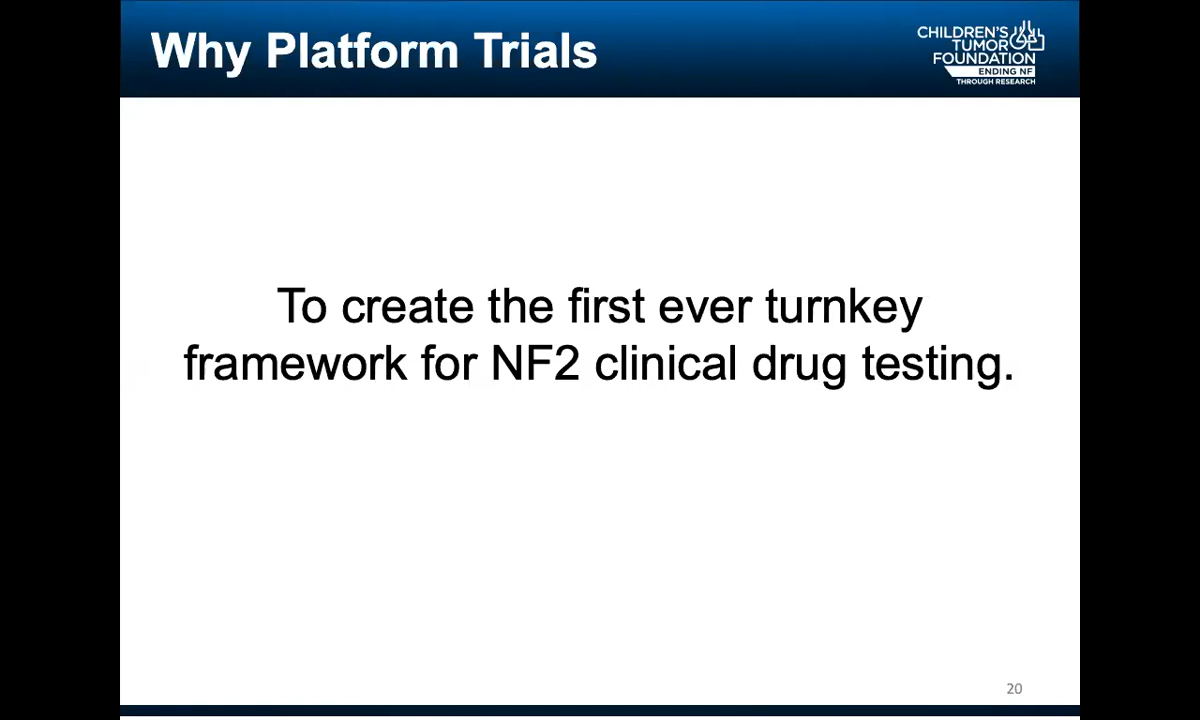 Why Platform Trials
CHILDREN'S
TUMOR
FOUNDATION
ENDING NF
THROUGH RESEARCH
To create the first ever turnkey
framework for NF2 clinical drug testing.
20